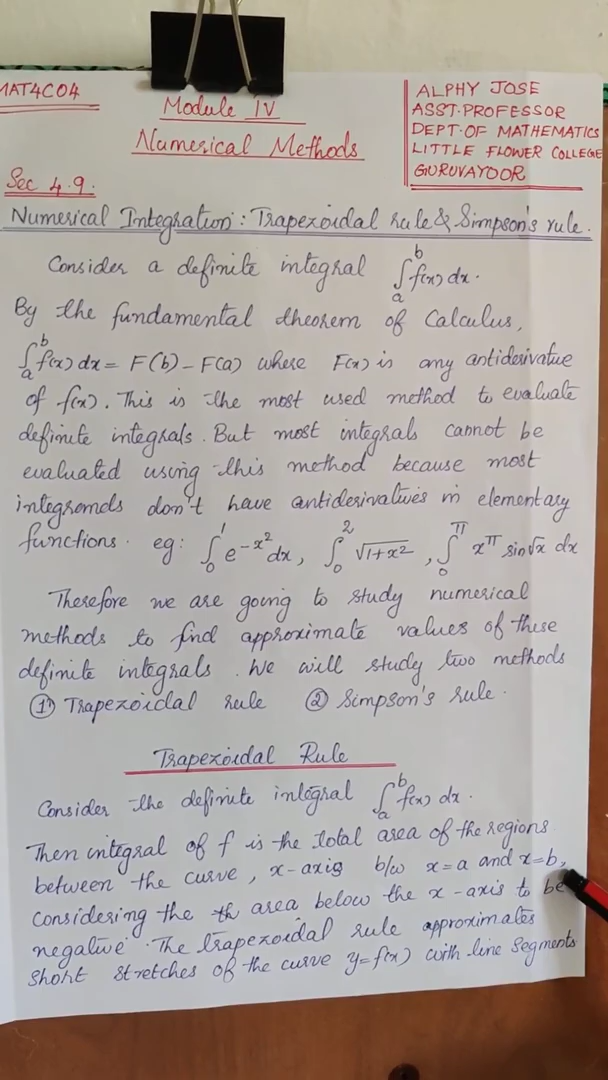 MAT4C04
Module IV
Numerical Methods
ALPHY JOSE
ASST.PROFESSOR
DEPT.OF MATHEMATICS
LITTLE FLOWER COLLEGE
GURUVAYOOR
Sec 4.9.
Numerical Integration: Trapezoidal rule & Simpson's rule.
Consider a definite integral ∫_a^b f(x) dx.
By the fundamental theorem of Calculus,
∫_a^b f(x) dx = F(b) - F(a) where F(x) is any antiderivatue
of f(x). This is the most used method to evaluate
definite integrals. But most integrals cannot be
evaluated using this method because most
integrands don't have antiderivatives in elementary
functions. eg: ∫_0^1 e^{-x^2} dx, ∫_0^2 √(1+x^2), ∫_0^π x^π sin√x dx
Therefore we are going to study numerical
methods to find approximate values of these
definite integrals. We will study two methods
① Trapezoidal rule ② Simpson's rule.
Trapezoidal Rule
Consider the definite integral ∫_a^b f(x) dx.
Then integral of f is the total area of the regions
between the curve, x-axis b/w x=a and x=b,
considering the th area below the x-axis to be
negative. The trapezoidal rule approximates
short stretches of the curve y=f(x) with line segments